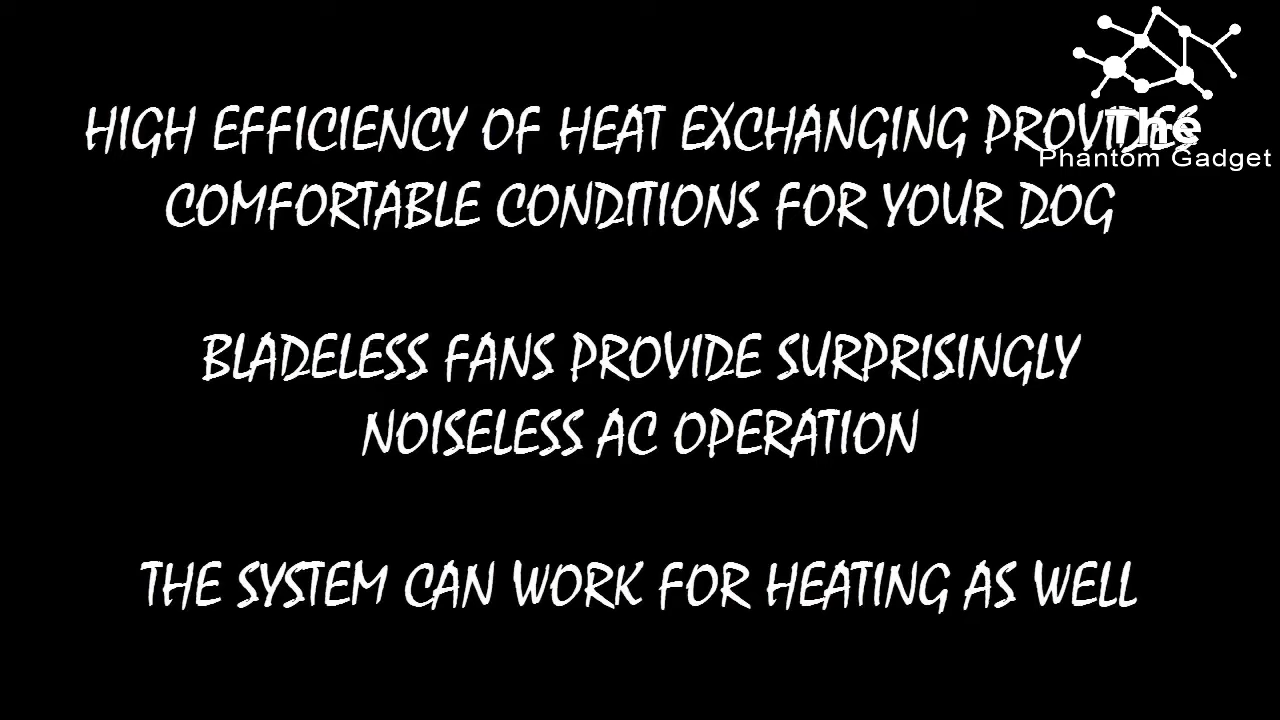 HIGH EFFICIENCY OF HEAT EXCHANGING PROVIDES
COMFORTABLE CONDITIONS FOR YOUR DOG
BLADELESS FANS PROVIDE SURPRISINGLY
NOISELESS AC OPERATION
THE SYSTEM CAN WORK FOR HEATING AS WELL
The
Phantom Gadget